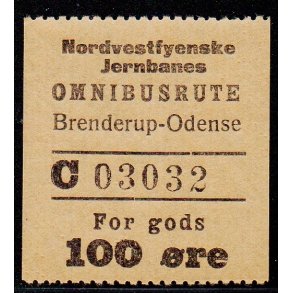 Nordvestfyenske
Jernbanes
OMNIBUSRUTE
Brenderup-Odense
C 03032
For gods
100 øre